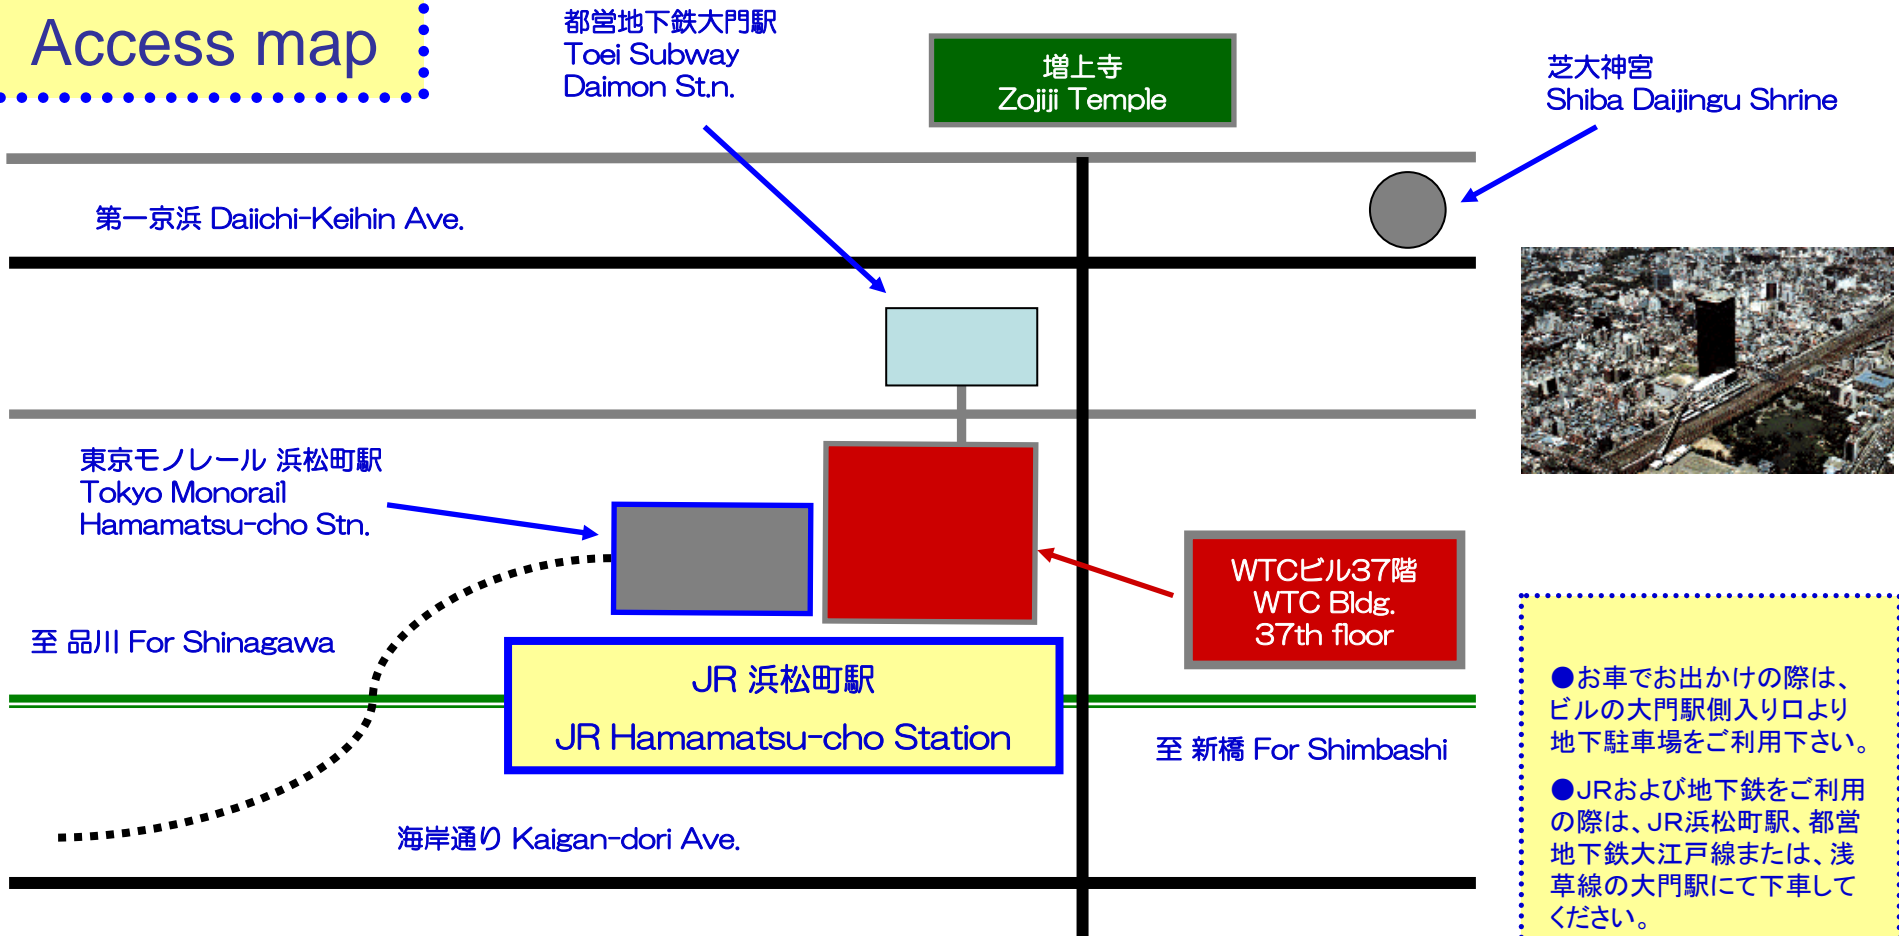 Access map
都営地下鉄大門駅
Toei Subway
Daimon St.n.
増上寺
Zojiji Temple
芝大神宮
Shiba Daijingu Shrine
第一京浜 Daiichi-Keihin Ave.
東京モノレール 浜松町駅
Tokyo Monorail
Hamamatsu-cho Stn.
WTCビル37階
WTC Bldg.
37th floor
至 品川 For Shinagawa
JR 浜松町駅
JR Hamamatsu-cho Station
至 新橋 For Shimbashi
海岸通り Kaigan-dori Ave.
●お車でお出かけの際は、
ビルの大門駅側入り口より
地下駐車場をご利用下さい。
●JRおよび地下鉄をご利用
の際は、JR浜松町駅、都営
地下鉄大江戸線または、浅
草線の大門駅にて下車して
ください。